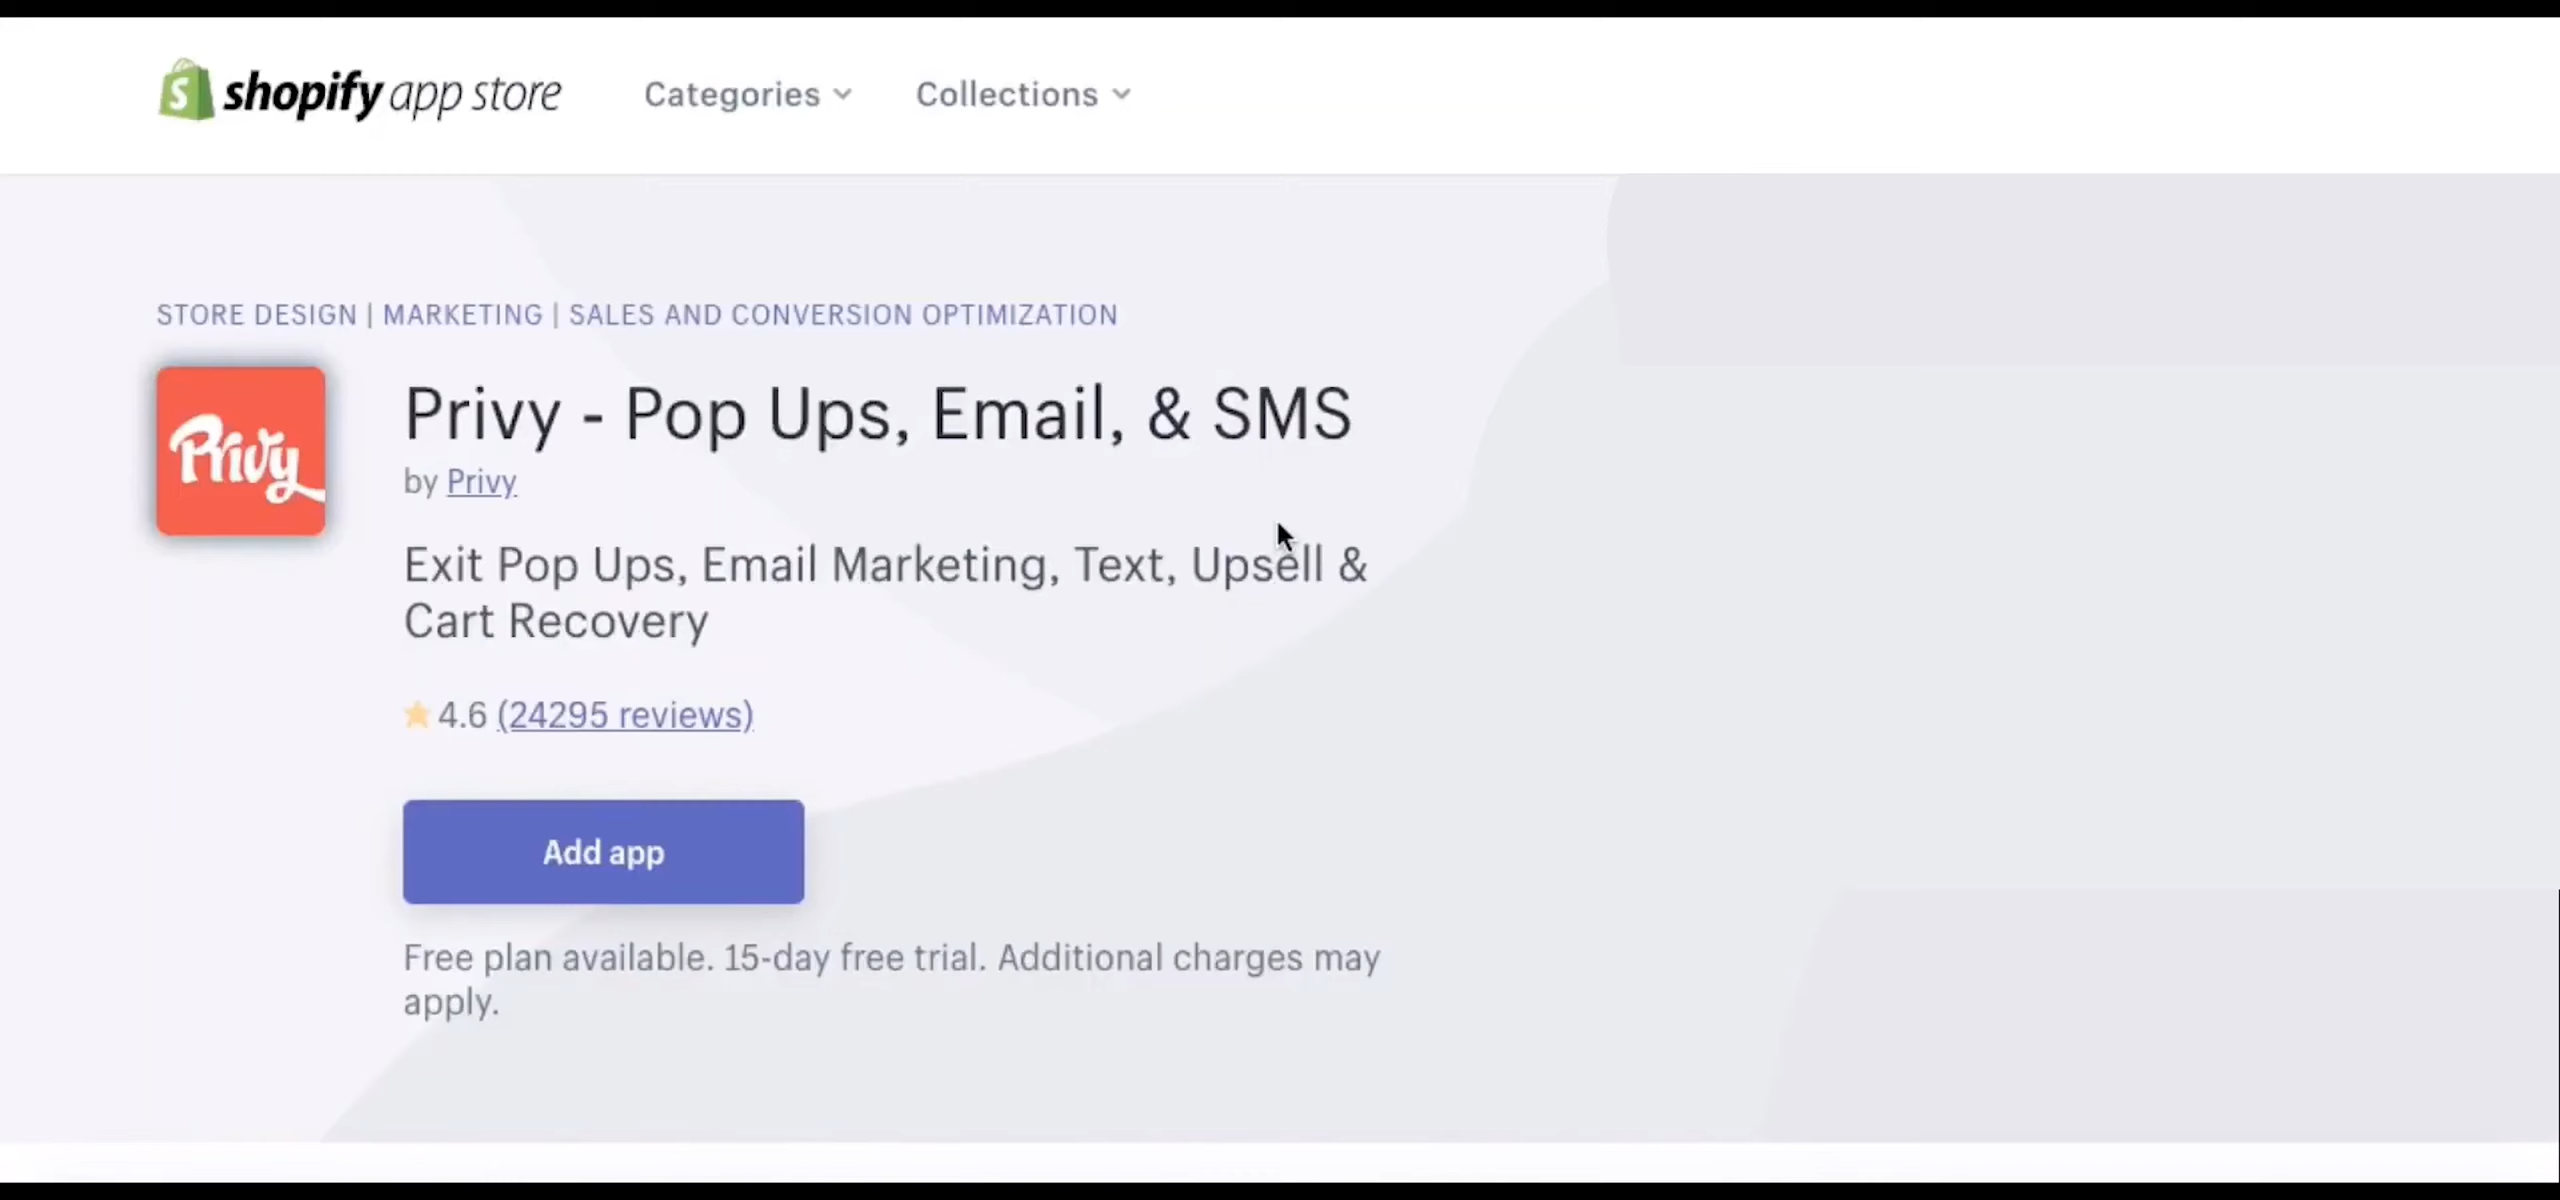 shopify app store Categories Collections
STORE DESIGN | MARKETING | SALES AND CONVERSION OPTIMIZATION
Privy
Privy - Pop Ups, Email, & SMS
by Privy
Exit Pop Ups, Email Marketing, Text, Upsell &
Cart Recovery
4.6 (24295 reviews)
Add app
Free plan available. 15-day free trial. Additional charges may
apply.